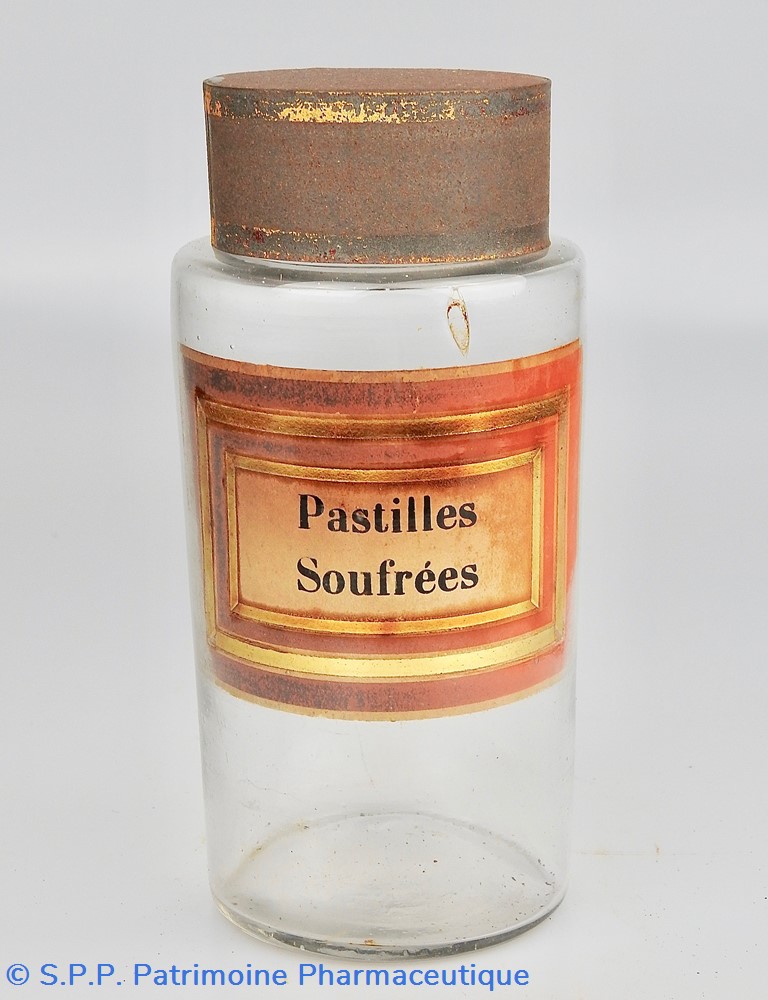 Pastilles
Soufrées
© S.P.P. Patrimoine Pharmaceutique